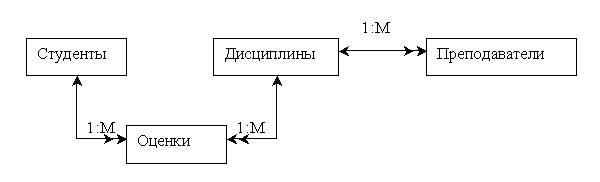 1:М
Студенты
Дисциплины
Преподаватели
1:М
1:М
Оценки